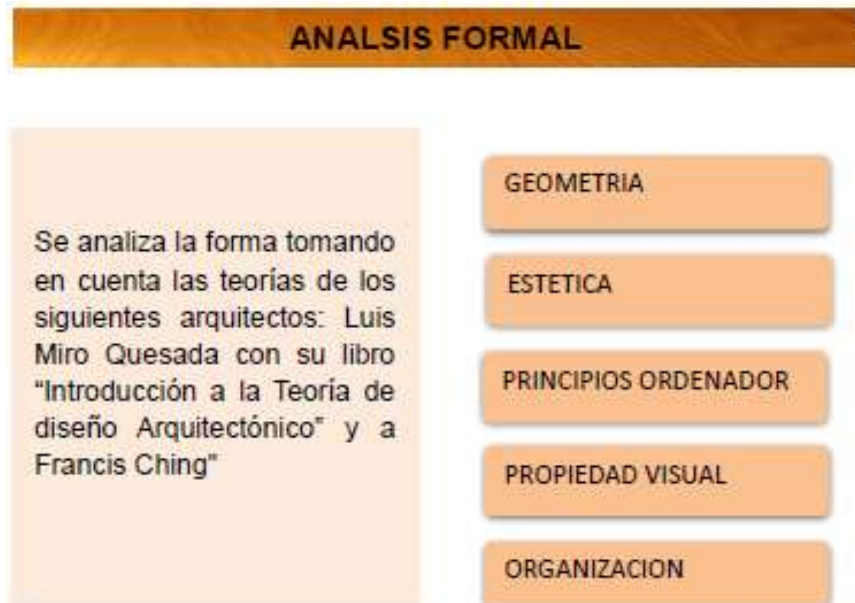 ANALSIS FORMAL
Se analiza la forma tomando
en cuenta las teorías de los
siguientes arquitectos: Luis
Miro Quesada con su libro
“Introducción a la Teoría de
diseño Arquitectónico” y a
Francis Ching”
GEOMETRIA
ESTETICA
PRINCIPIOS ORDENADOR
PROPIEDAD VISUAL
ORGANIZACION